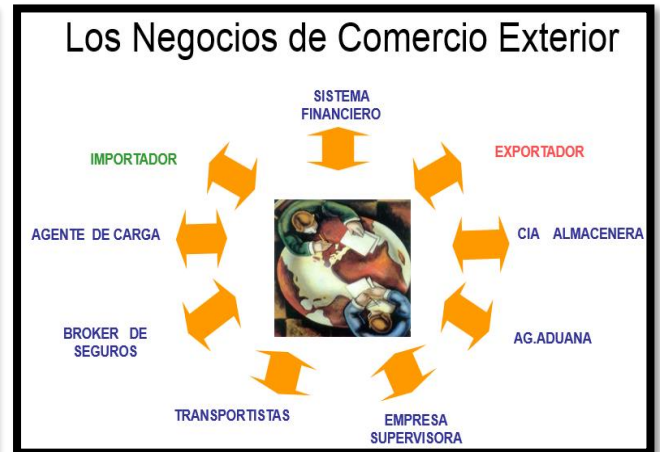 Los Negocios de Comercio Exterior
SISTEMA
FINANCIERO
IMPORTADOR
EXPORTADOR
AGENTE DE CARGA
CIA ALMACENERA
BROKER DE
SEGUROS
AG.ADUANA
TRANSPORTISTAS
EMPRESA
SUPERVISORA